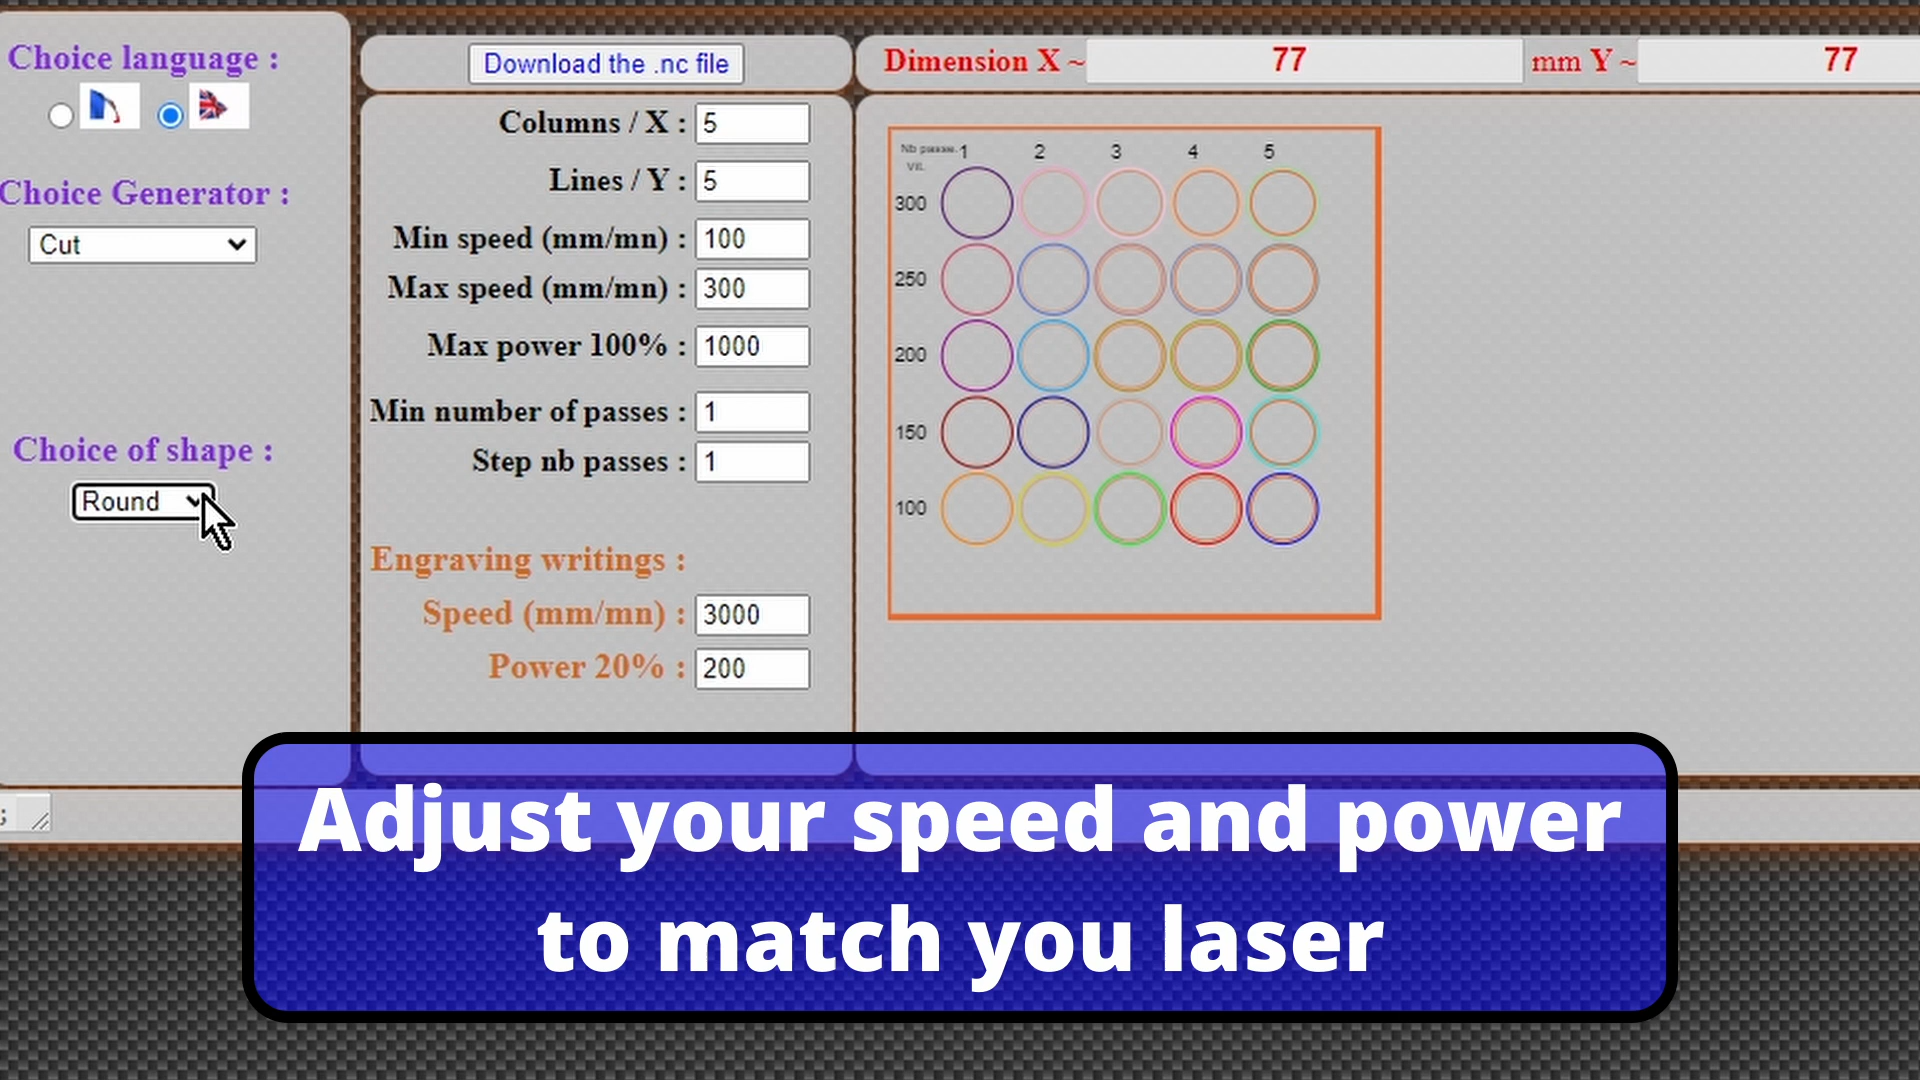 Choice language :
Choice Generator :
Cut
Choice of shape :
Round
;
Download the .nc file
Columns / X : 5
Lines / Y : 5
Min speed (mm/mn) : 100
Max speed (mm/mn) : 300
Max power 100% : 1000
Min number of passes : 1
Step nb passes : 1
Engraving writings :
Speed (mm/mn) : 3000
Power 20% : 200
Dimension X ~ 77 mm Y ~ 77
Nb passe. 1 2 3 4 5
Vit.
300
250
200
150
100
Adjust your speed and power
to match you laser